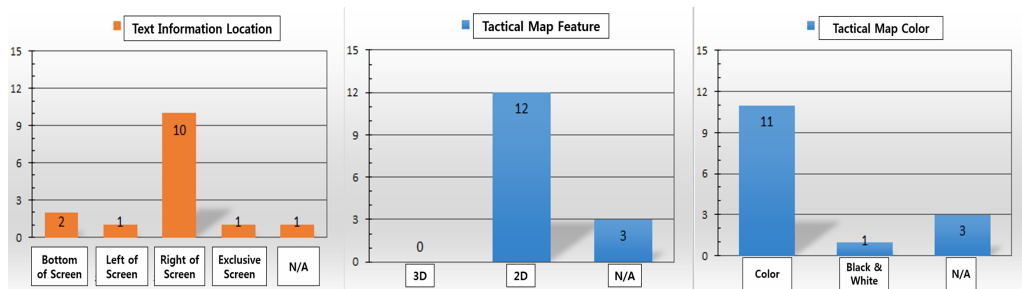 Text Information Location
15
12
9
6
3
0
2
1
10
1
1
Bottom
of Screen
Left of
Screen
Right of
Screen
Exclusive
Screen
N/A
Tactical Map Feature
15
12
9
6
3
0
0
12
3
3D
2D
N/A
Tactical Map Color
15
12
9
6
3
0
11
1
3
Color
Black &
White
N/A